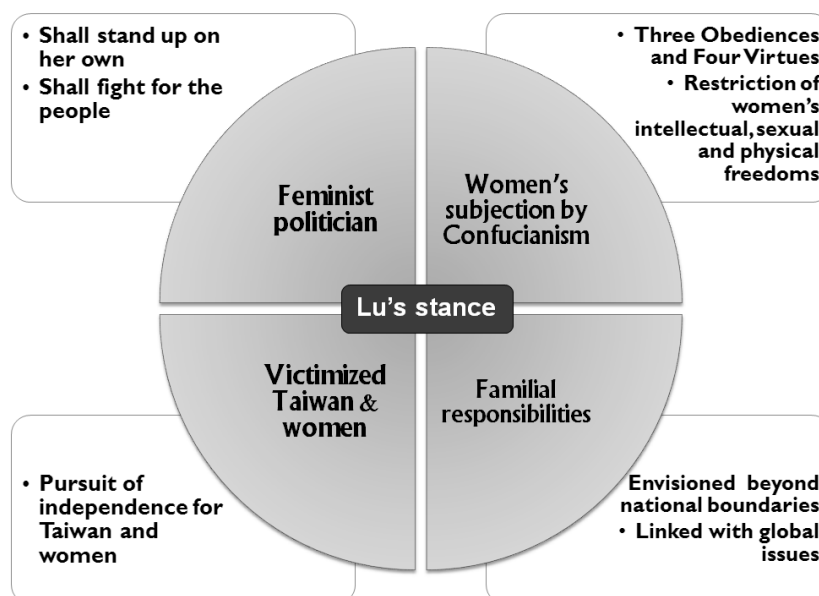 • Shall stand up on
her own
• Shall fight for the
people
• Three Obediences
and Four Virtues
• Restriction of
women's
intellectual, sexual
and physical
freedoms
Feminist
politician
Women's
subjection by
Confucianism
Lu's stance
Victimized
Taiwan &
women
Familial
responsibilities
• Pursuit of
independence for
Taiwan and
women
Envisioned beyond
national boundaries
• Linked with global
issues